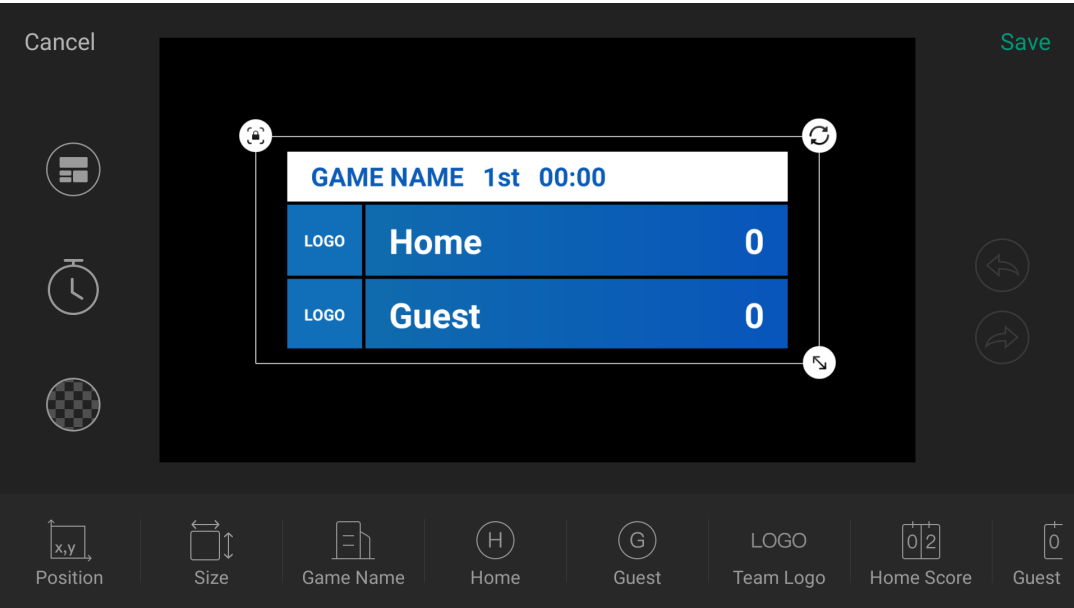 Cancel
Save
GAME NAME 1st 00:00
LOGO Home 0
LOGO Guest 0
x,y
H
G
LOGO
0 2
0
Position
Size
Game Name
Home
Guest
Team Logo
Home Score
Guest